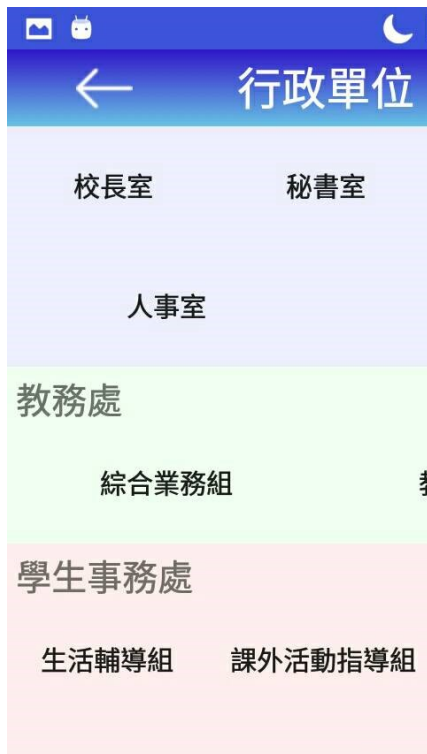 行政單位
校長室 秘書室
人事室
教務處
綜合業務組
學生事務處
生活輔導組 課外活動指導組